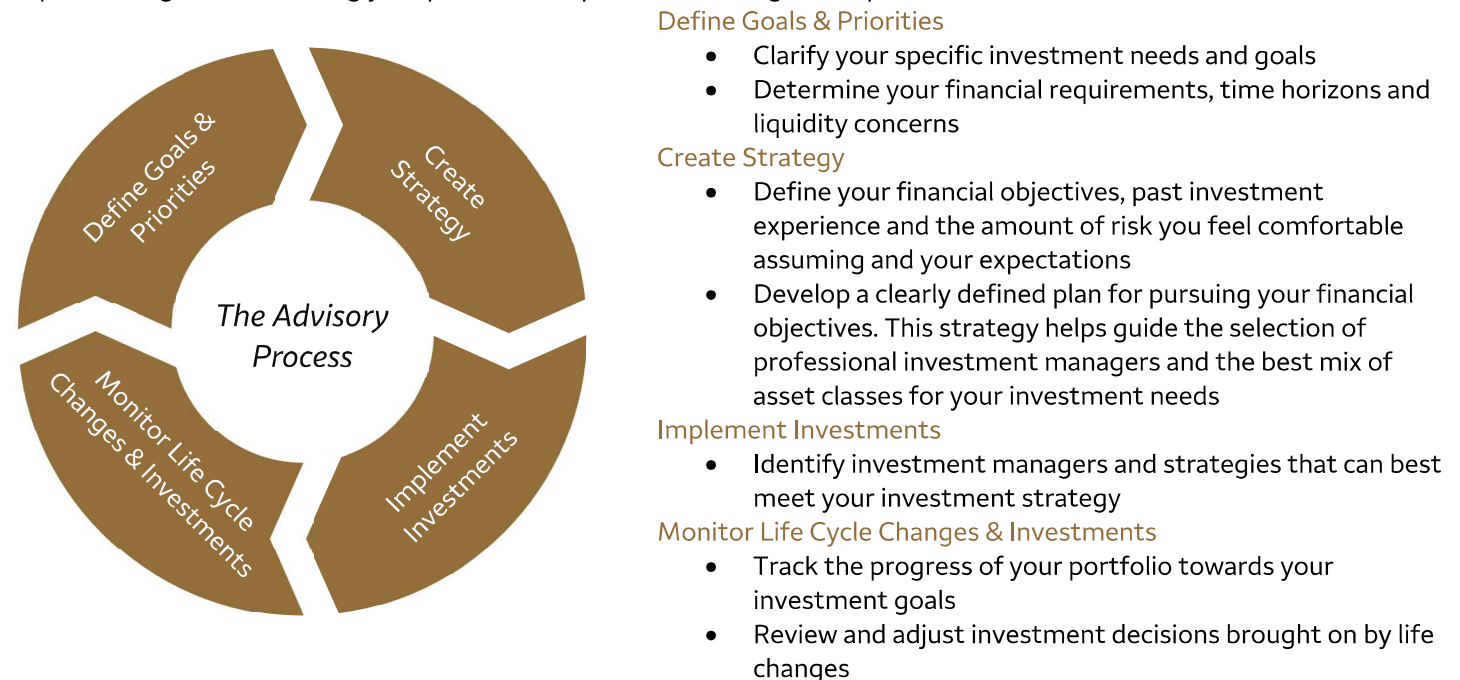 Define Goals &
Priorities
Create
Strategy
The Advisory
Process
Monitor Life Cycle
Changes & Investments
Implement
Investments
Define Goals & Priorities
• Clarify your specific investment needs and goals
• Determine your financial requirements, time horizons and
liquidity concerns
Create Strategy
• Define your financial objectives, past investment
experience and the amount of risk you feel comfortable
assuming and your expectations
• Develop a clearly defined plan for pursuing your financial
objectives. This strategy helps guide the selection of
professional investment managers and the best mix of
asset classes for your investment needs
Implement Investments
• Identify investment managers and strategies that can best
meet your investment strategy
Monitor Life Cycle Changes & Investments
• Track the progress of your portfolio towards your
investment goals
• Review and adjust investment decisions brought on by life
changes